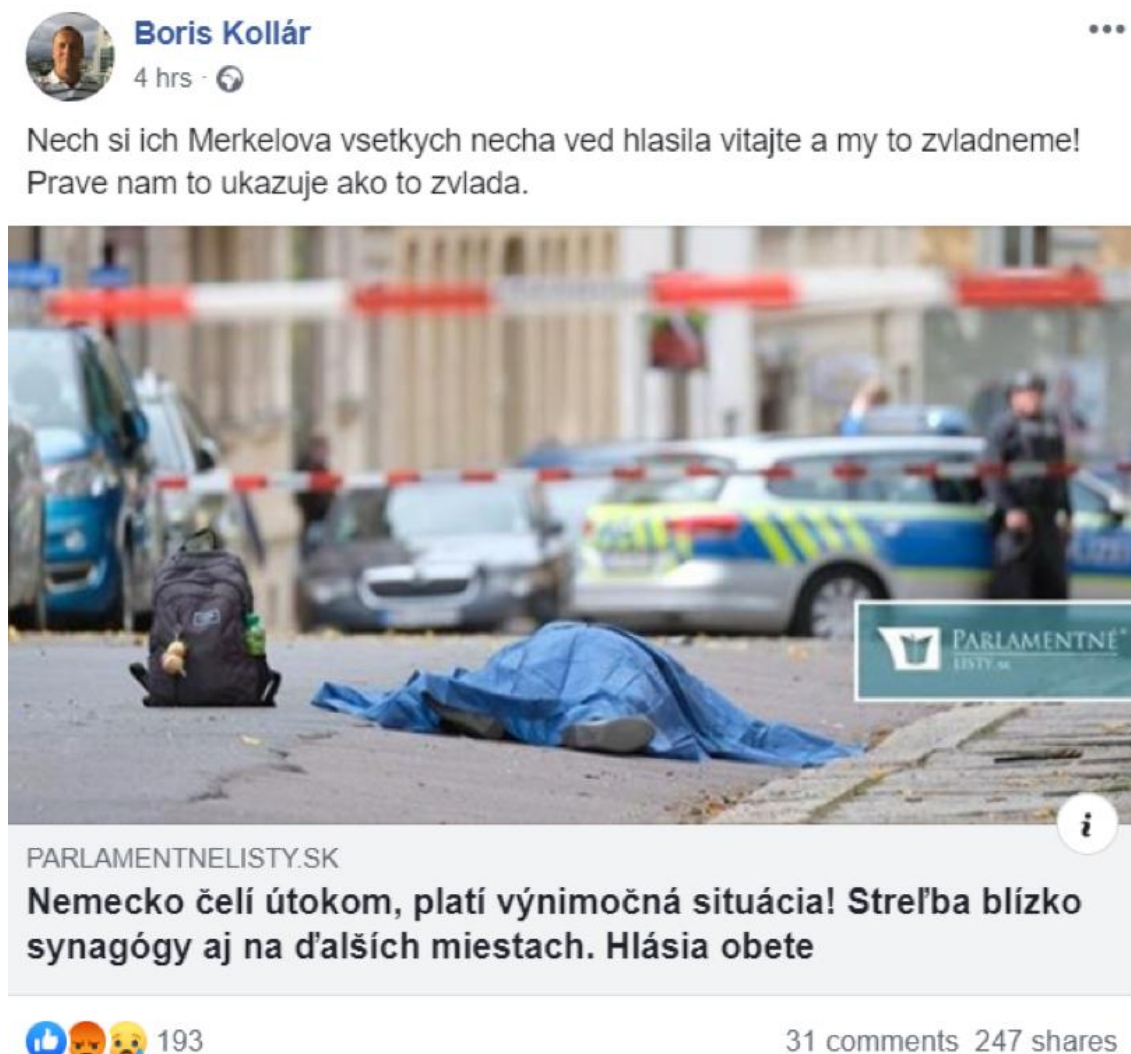 Boris Kollár
4 hrs ·
Nech si ich Merkelova vsetkych necha ved hlasila vitajte a my to zvladneme!
Prave nam to ukazuje ako to zvlada.
PARLAMENTNÉ
LISTY.SK
i
PARLAMENTNELISTY.SK
Nemecko čelí útokom, platí výnimočná situácia! Streľba blízko
synagógy aj na ďalších miestach. Hlásia obete
193
31 comments 247 shares